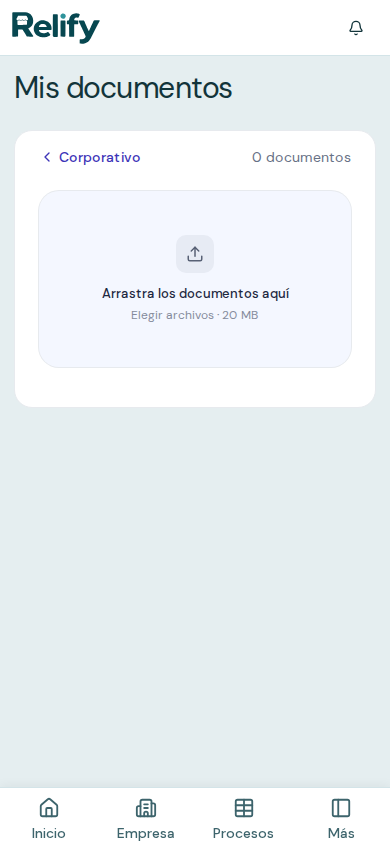 Relify
Mis documentos
Corporativo
0 documentos
Arrastra los documentos aquí
Elegir archivos · 20 MB
Inicio
Empresa
Procesos
Más